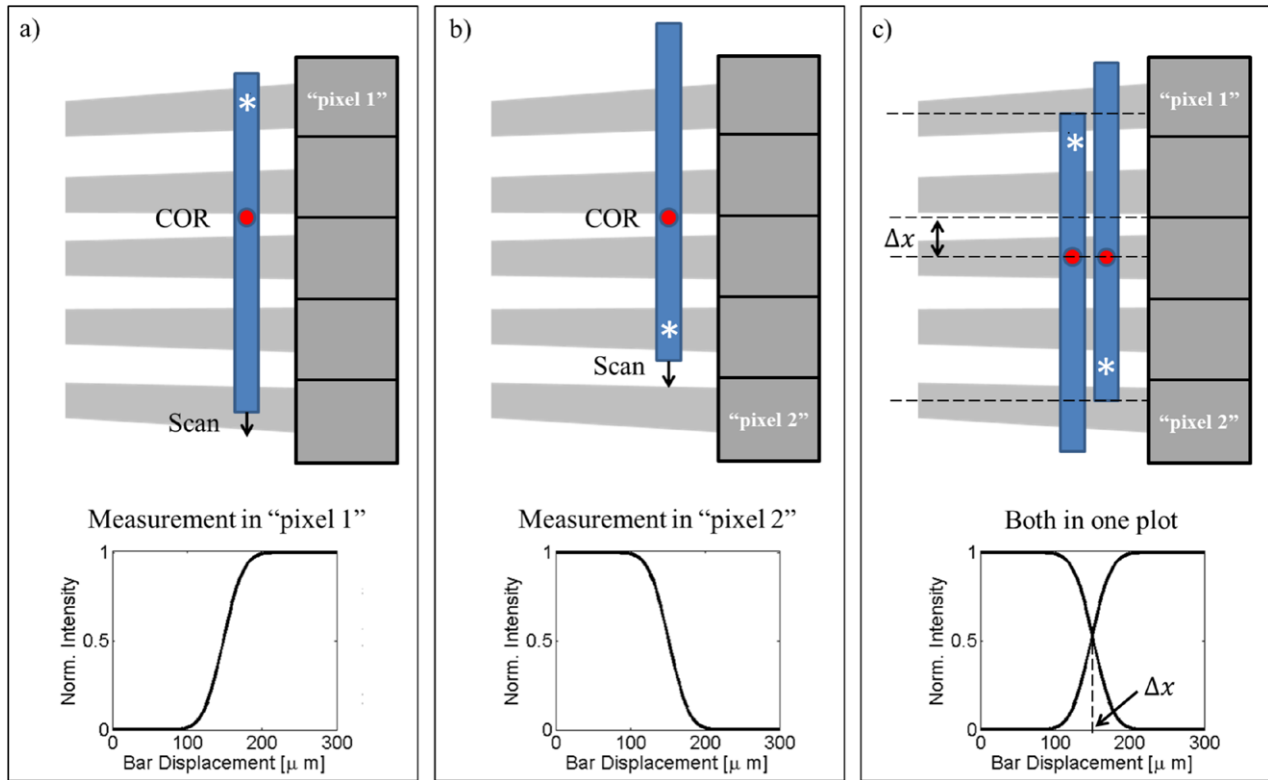 a)
"pixel 1"
*
COR
Scan
Measurement in "pixel 1"
1
0.5
0
Norm. Intensity
0 100 200 300
Bar Displacement [μ m]
b)
COR
*
Scan
"pixel 2"
Measurement in "pixel 2"
1
0.5
0
Norm. Intensity
0 100 200 300
Bar Displacement [μ m]
c)
"pixel 1"
*
Δx
*
"pixel 2"
Both in one plot
1
0.5
0
Norm. Intensity
Δx
0 100 200 300
Bar Displacement [μ m]